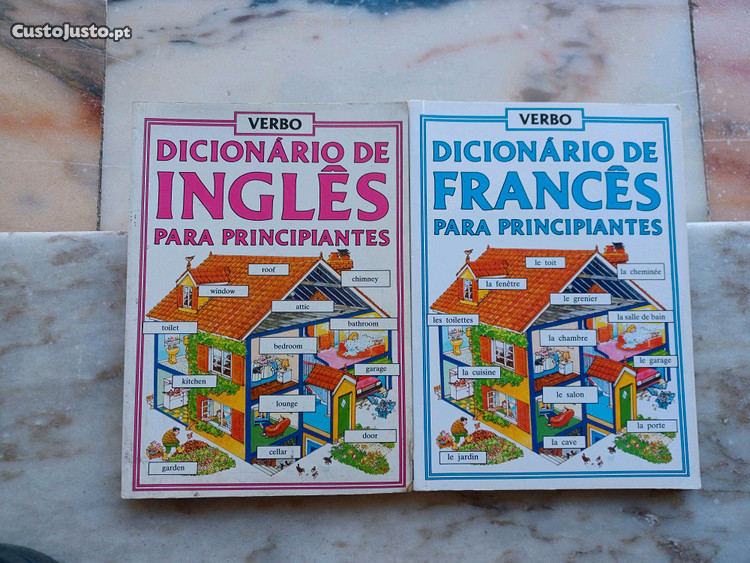 CustoJusto.pt
VERBO
DICIONÁRIO DE
INGLÊS
PARA PRINCIPIANTES
roof
chimney
window
attic
toilet
bathroom
bedroom
garage
kitchen
lounge
door
cellar
garden
VERBO
DICIONÁRIO DE
FRANCÊS
PARA PRINCIPIANTES
le toit
la cheminée
la fenêtre
le grenier
les toilettes
la salle de bain
la chambre
le garage
la cuisine
le salon
la porte
la cave
le jardin